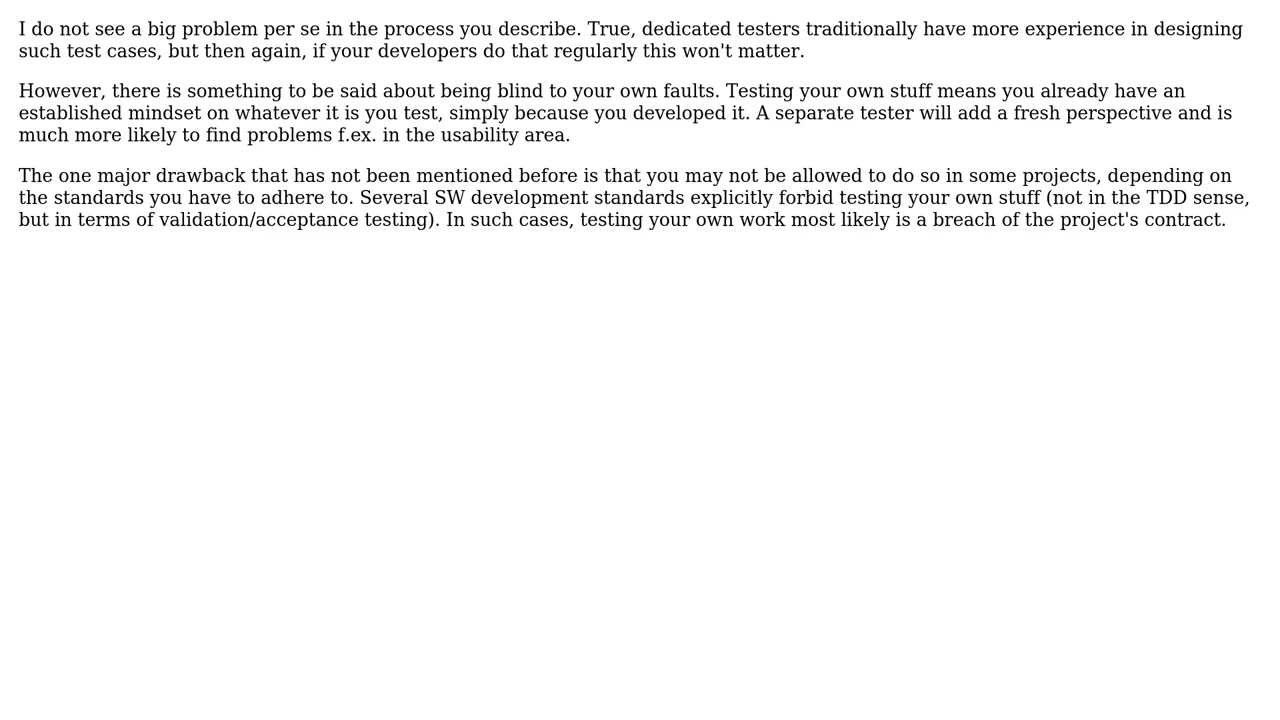 I do not see a big problem per se in the process you describe. True, dedicated testers traditionally have more experience in designing
such test cases, but then again, if your developers do that regularly this won't matter.
However, there is something to be said about being blind to your own faults. Testing your own stuff means you already have an
established mindset on whatever it is you test, simply because you developed it. A separate tester will add a fresh perspective and is
much more likely to find problems f.ex. in the usability area.
The one major drawback that has not been mentioned before is that you may not be allowed to do so in some projects, depending on
the standards you have to adhere to. Several SW development standards explicitly forbid testing your own stuff (not in the TDD sense,
but in terms of validation/acceptance testing). In such cases, testing your own work most likely is a breach of the project's contract.